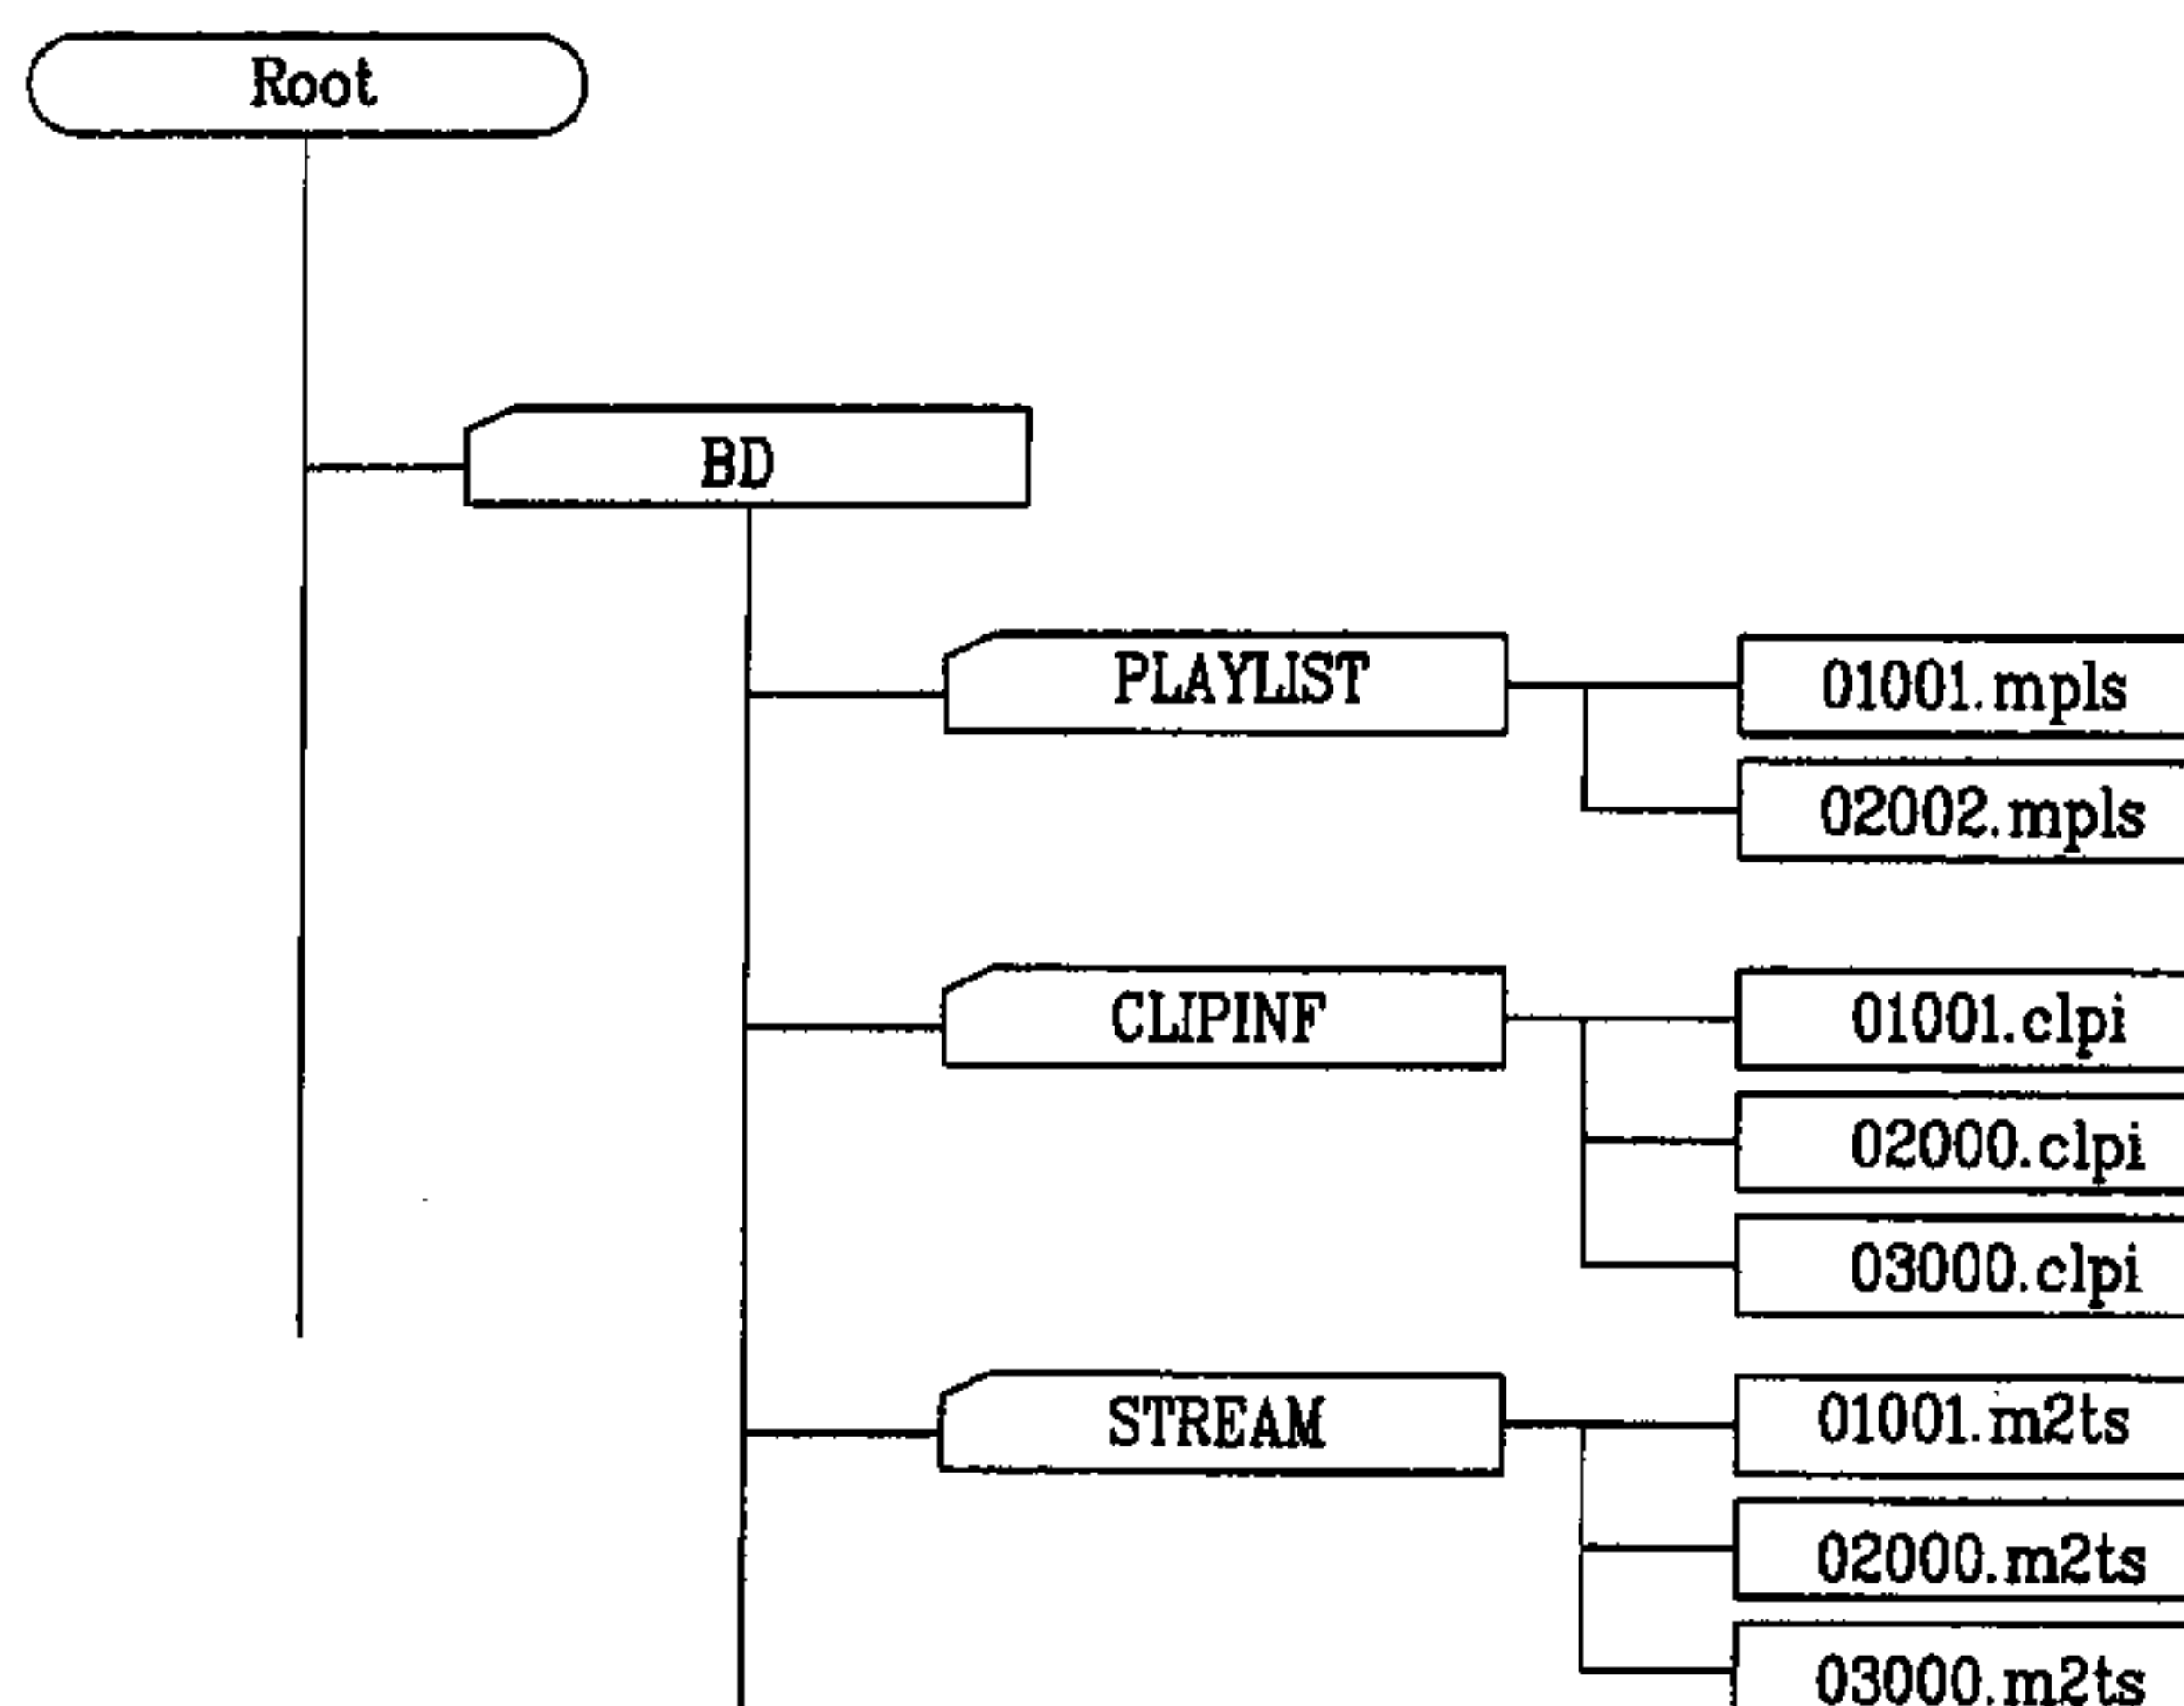 Root
BD
PLAYLIST
01001.mpls
02002.mpls
CLIPINF
01001.clpi
02000.clpi
03000.clpi
STREAM
01001.m2ts
02000.m2ts
03000.m2ts